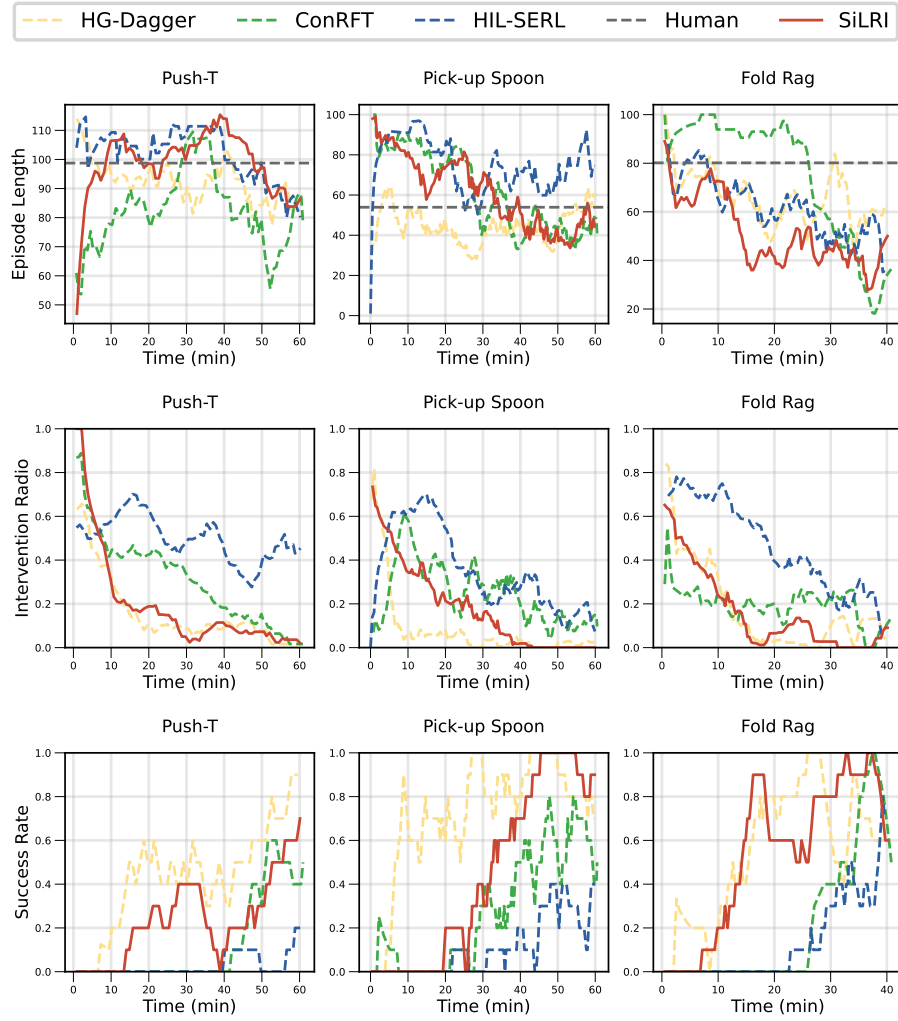 HG-Dagger ConRFT HIL-SERL Human SiLRI
Push-T Pick-up Spoon Fold Rag
Episode Length
110
100
90
80
70
60
50
0 10 20 30 40 50 60
Time (min)
100
80
60
40
20
0
0 10 20 30 40 50 60
Time (min)
100
80
60
40
20
0 10 20 30 40
Time (min)
Push-T Pick-up Spoon Fold Rag
Intervention Radio
1.0
0.8
0.6
0.4
0.2
0.0
0 10 20 30 40 50 60
Time (min)
1.0
0.8
0.6
0.4
0.2
0.0
0 10 20 30 40 50 60
Time (min)
1.0
0.8
0.6
0.4
0.2
0.0
0 10 20 30 40
Time (min)
Push-T Pick-up Spoon Fold Rag
Success Rate
1.0
0.8
0.6
0.4
0.2
0.0
0 10 20 30 40 50 60
Time (min)
1.0
0.8
0.6
0.4
0.2
0.0
0 10 20 30 40 50 60
Time (min)
1.0
0.8
0.6
0.4
0.2
0.0
0 10 20 30 40
Time (min)